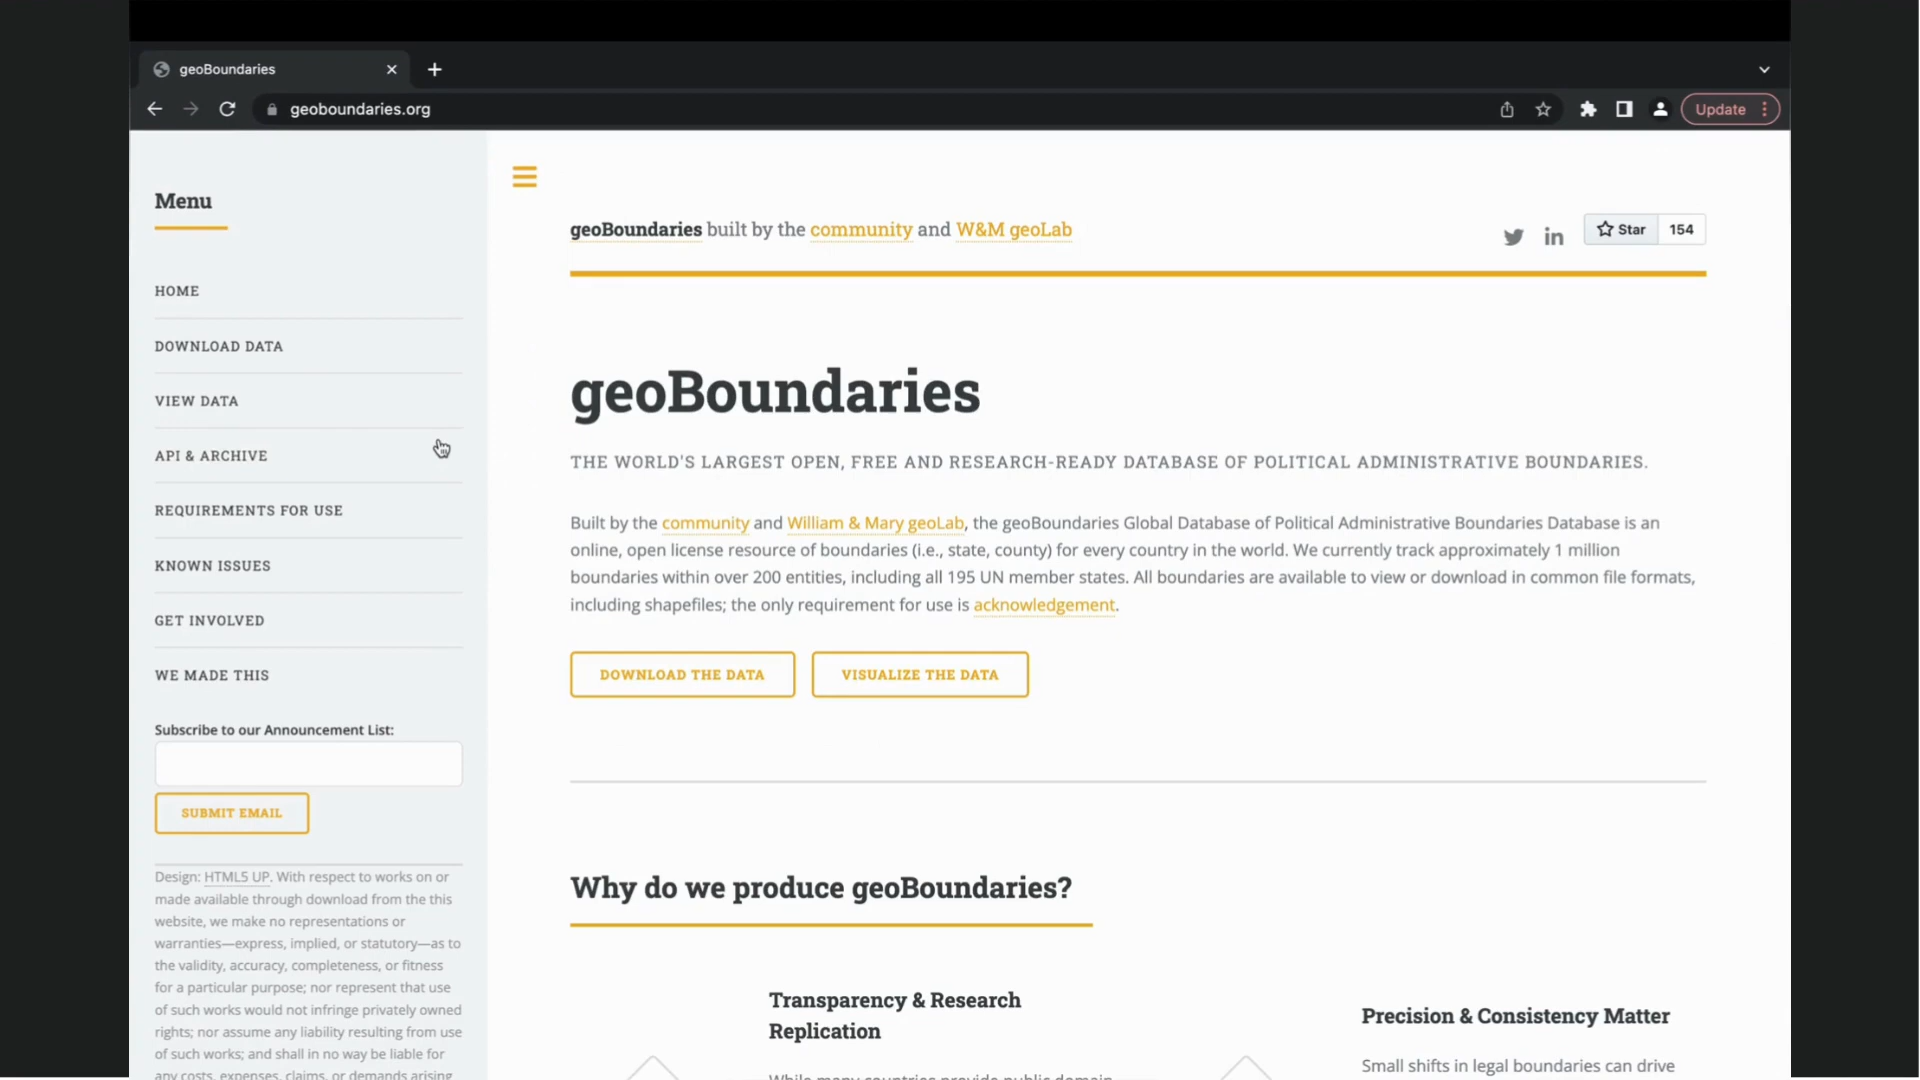 geoBoundaries
geoboundaries.org
Update
Menu
HOME
DOWNLOAD DATA
VIEW DATA
API & ARCHIVE
REQUIREMENTS FOR USE
KNOWN ISSUES
GET INVOLVED
WE MADE THIS
Subscribe to our Announcement List:
SUBMIT EMAIL
Design: HTML5 UP. With respect to works on or
made available through download from the this
website, we make no representations or
warranties—express, implied, or statutory—as to
the validity, accuracy, completeness, or fitness
for a particular purpose; nor represent that use
of such works would not infringe privately owned
rights; nor assume any liability resulting from use
of such works; and shall in no way be liable for
any costs, expenses, claims, or demands arising
geoBoundaries built by the community and W&M geoLab
Star 154
geoBoundaries
THE WORLD'S LARGEST OPEN, FREE AND RESEARCH-READY DATABASE OF POLITICAL ADMINISTRATIVE BOUNDARIES.
Built by the community and William & Mary geoLab, the geoBoundaries Global Database of Political Administrative Boundaries Database is an
online, open license resource of boundaries (i.e., state, county) for every country in the world. We currently track approximately 1 million
boundaries within over 200 entities, including all 195 UN member states. All boundaries are available to view or download in common file formats,
including shapefiles; the only requirement for use is acknowledgement.
DOWNLOAD THE DATA
VISUALIZE THE DATA
Why do we produce geoBoundaries?
Transparency & Research
Replication
While many countries provide public domain
Precision & Consistency Matter
Small shifts in legal boundaries can drive